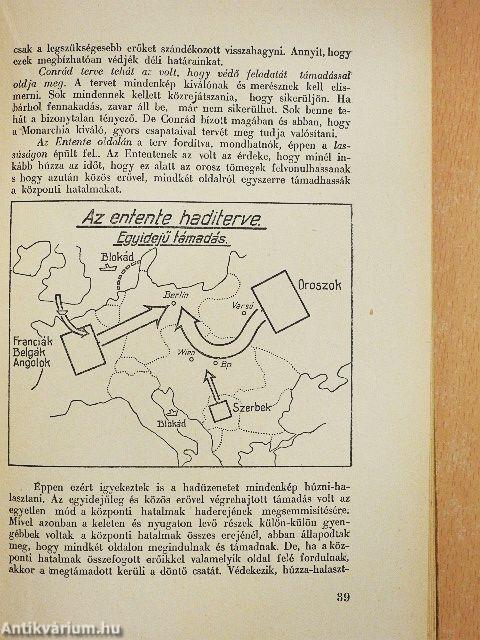 csak a legszükségesebb erőket szándékozott visszahagyni. Annyit, hogy
ezek megbízhatóan védjék déli határainkat.
Conrád terve tehát az volt, hogy védő feladatát támadással
oldja meg. A tervet mindenkép kiválónak és merésznek kell elis-
merni. Sok mindennek kellett közrejátszania, hogy sikerüljön. Ha
bárhol fennakadás, zavar áll be, már nem sikerülhet. Sok benne te-
hát a bizonytalan tényező. De Conrád bízott magában és abban, hogy
a Monarchia kiváló, gyors csapataival tervét meg tudja valósítani.
Az Entente oldalán a terv fordítva, mondhatnók, éppen a las-
súságon épült fel. Az Ententenek az volt az érdeke, hogy minél in-
kább húzza az időt, hogy ez alatt az orosz tömegek felvonulhassanak
s hogy azután közös erővel, mindkét oldalról egyszerre támadhassák
a központi hatalmakat.
Az entente haditerve.
Egyidejű támadás.
Blokád
Berlin
Varsó
Oroszok
Franciák
Belgák
Angolok
Wien
Bp
Szerbek
Blokád
Éppen ezért igyekeztek is a hadüzenetet mindenkép húzni-ha-
lasztani. Az egyidejűleg és közös erővel végrehajtott támadás volt az
egyetlen mód a központi hatalmak haderejének megsemmisítésére.
Mivel azonban a keleten és nyugaton levő részek külön-külön gyen-
gébbek voltak a központi hatalmak összes erejénél, abban állapodtak
meg, hogy mindkét oldalon megindulnak és támadnak. De, ha a köz-
ponti hatalmak összefogott erőikkel valamelyik oldal felé fordulnak,
akkor a megtámadott kerüli a döntő csatát. Védekezik, húzza-halaszt-
39
Antikvárium.hu